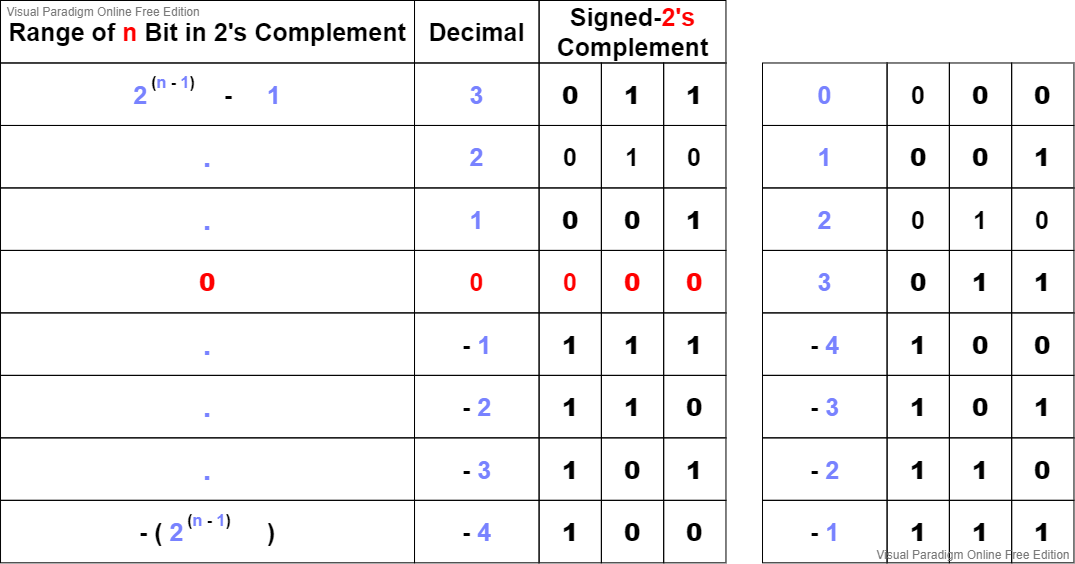 Visual Paradigm Online Free Edition
Range of n Bit in 2's Complement Decimal Signed-2's Complement
2^(n - 1) - 1 3 0 1 1 0 0 0 0
. 2 0 1 0 1 0 0 1
. 1 0 0 1 2 0 1 0
0 0 0 0 0 3 0 1 1
. - 1 1 1 1 - 4 1 0 0
. - 2 1 1 0 - 3 1 0 1
. - 3 1 0 1 - 2 1 1 0
- ( 2^(n - 1) ) - 4 1 0 0 - 1 1 1 1
Visual Paradigm Online Free Edition